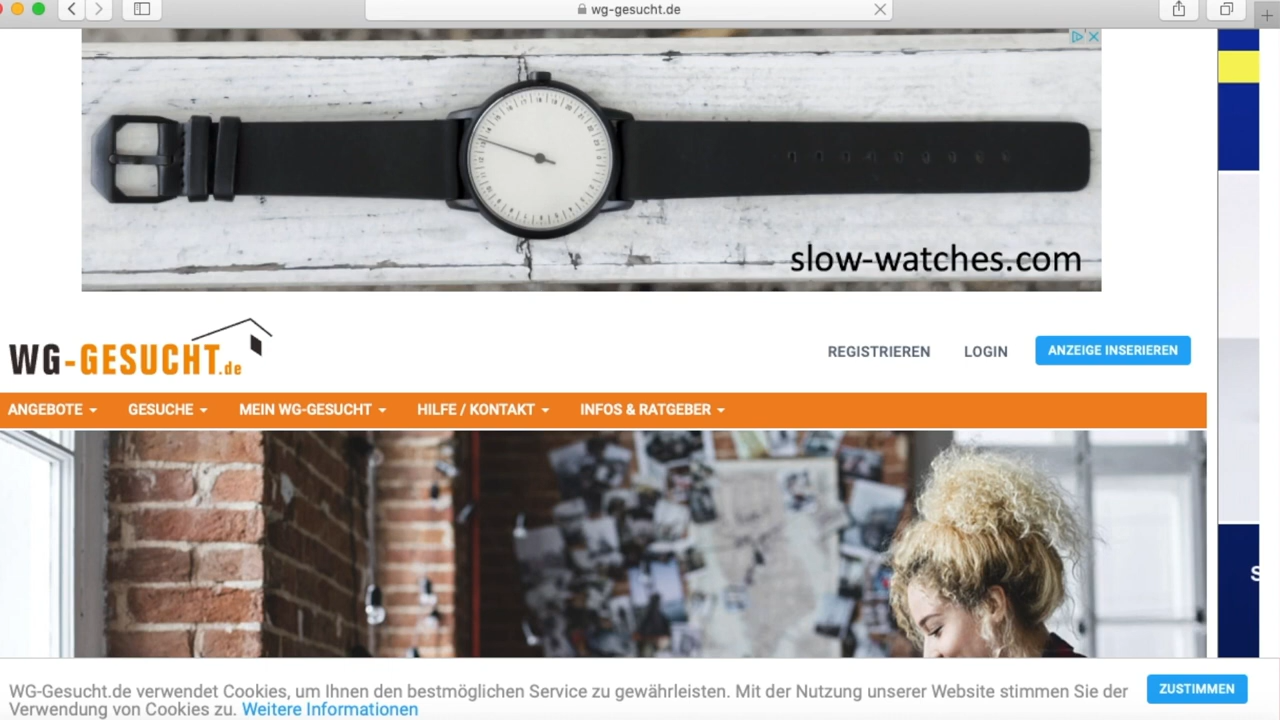 wg-gesucht.de
slow-watches.com
WG-GESUCHT.de
REGISTRIEREN LOGIN ANZEIGE INSERIEREN
ANGEBOTE GESUCHE MEIN WG-GESUCHT HILFE / KONTAKT INFOS & RATGEBER
S
WG-Gesucht.de verwendet Cookies, um Ihnen den bestmöglichen Service zu gewährleisten. Mit der Nutzung unserer Website stimmen Sie der
Verwendung von Cookies zu. Weitere Informationen
ZUSTIMMEN